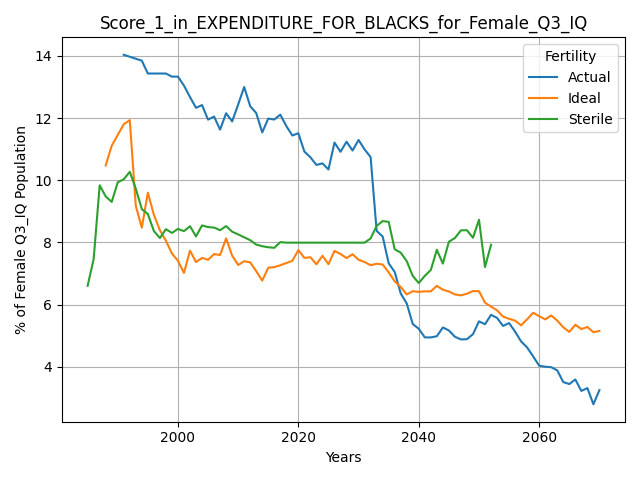 Score_1_in_EXPENDITURE_FOR_BLACKS_for_Female_Q3_IQ
Fertility
Actual
Ideal
Sterile
% of Female Q3_IQ Population
14
12
10
8
6
4
2000 2020 2040 2060
Years